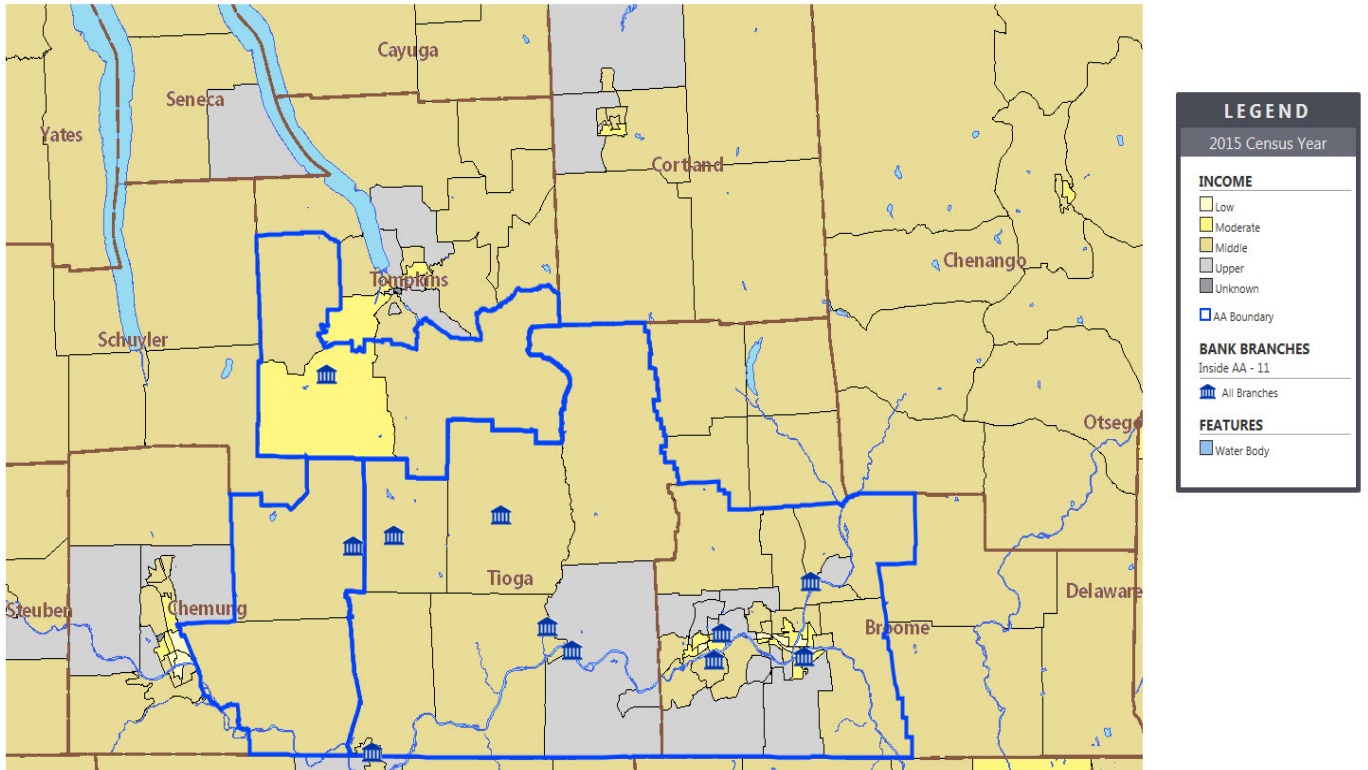 Cayuga
Seneca
Yates
Cortland
Chenango
Tompkins
Schuyler
Otsego
Tioga
Delaware
Steuben
Chemung
Broome
LEGEND
2015 Census Year
INCOME
Low
Moderate
Middle
Upper
Unknown
AA Boundary
BANK BRANCHES
Inside AA - 11
All Branches
FEATURES
Water Body